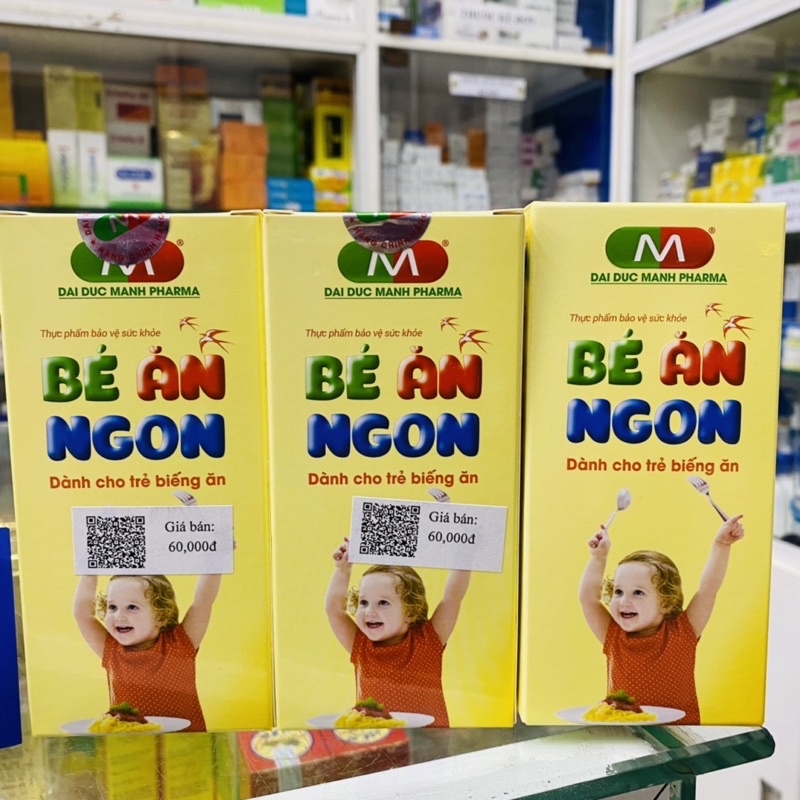 M
DAI DUC MANH PHARMA
Thực phẩm bảo vệ sức khỏe
BÉ ĂN
NGON
Dành cho trẻ biếng ăn
Giá bán:
60,000đ
M
DAI DUC MANH PHARMA
Thực phẩm bảo vệ sức khỏe
BÉ ĂN
NGON
Dành cho trẻ biếng ăn
Giá bán:
60,000đ
M
DAI DUC MANH PHARMA
Thực phẩm bảo vệ sức khỏe
BÉ ĂN
NGON
Dành cho trẻ biếng ăn